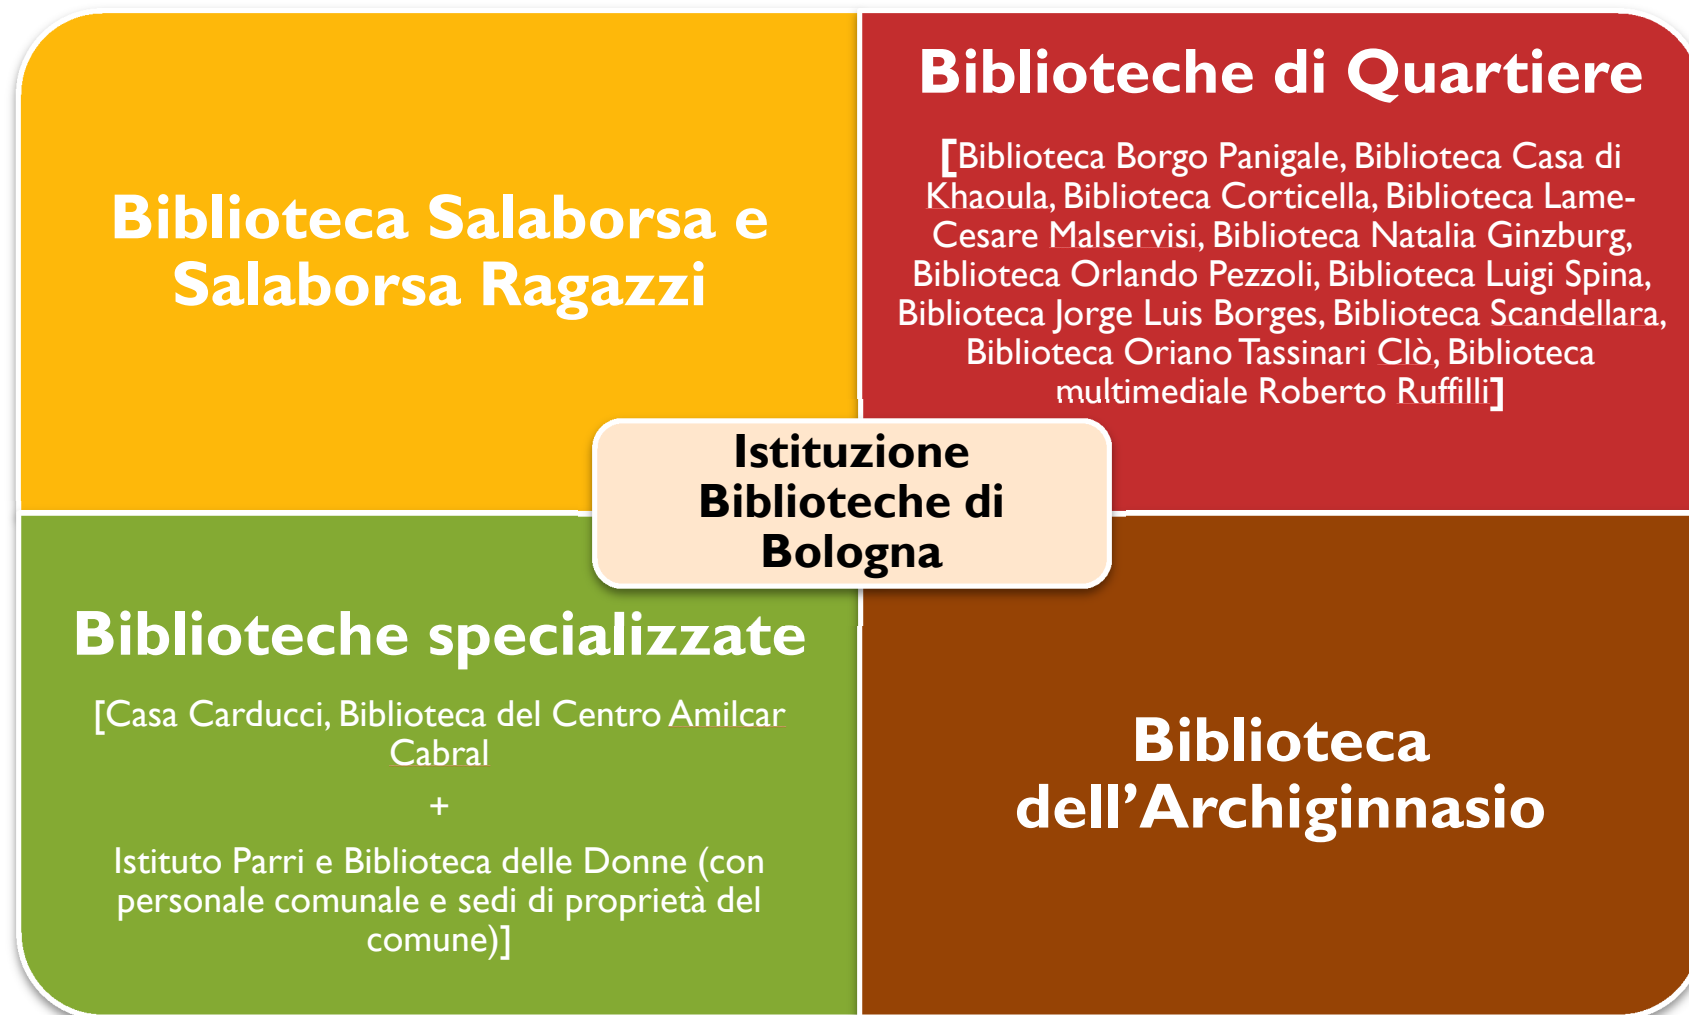 Biblioteca Salaborsa e
Salaborsa Ragazzi
Biblioteche di Quartiere
[Biblioteca Borgo Panigale, Biblioteca Casa di
Khaoula, Biblioteca Corticella, Biblioteca Lame-
Cesare Malservisi, Biblioteca Natalia Ginzburg,
Biblioteca Orlando Pezzoli, Biblioteca Luigi Spina,
Biblioteca Jorge Luis Borges, Biblioteca Scandellara,
Biblioteca Oriano Tassinari Clò, Biblioteca
multimediale Roberto Ruffilli]
Istituzione
Biblioteche di
Bologna
Biblioteche specializzate
[Casa Carducci, Biblioteca del Centro Amilcar
Cabral
+
Istituto Parri e Biblioteca delle Donne (con
personale comunale e sedi di proprietà del
comune)]
Biblioteca
dell’Archiginnasio